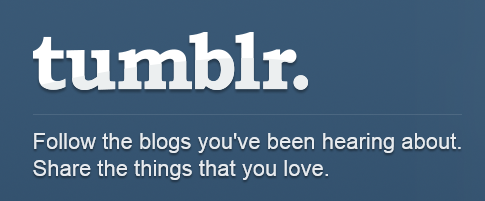 tumblr.
Follow the blogs you've been hearing about.
Share the things that you love.